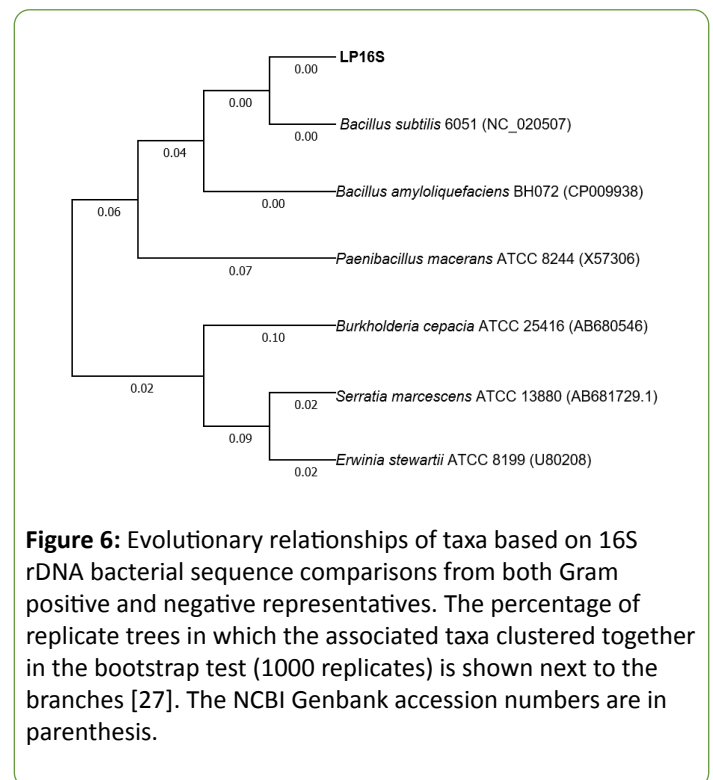 LP16S
0.00
0.00
Bacillus subtilis 6051 (NC_020507)
0.00
0.04
Bacillus amyloliquefaciens BH072 (CP009938)
0.00
0.06
Paenibacillus macerans ATCC 8244 (X57306)
0.07
Burkholderia cepacia ATCC 25416 (AB680546)
0.10
0.02
Serratia marcescens ATCC 13880 (AB681729.1)
0.02
0.09
Erwinia stewartii ATCC 8199 (U80208)
0.02
Figure 6: Evolutionary relationships of taxa based on 16S
rDNA bacterial sequence comparisons from both Gram
positive and negative representatives. The percentage of
replicate trees in which the associated taxa clustered together
in the bootstrap test (1000 replicates) is shown next to the
branches [27]. The NCBI Genbank accession numbers are in
parenthesis.